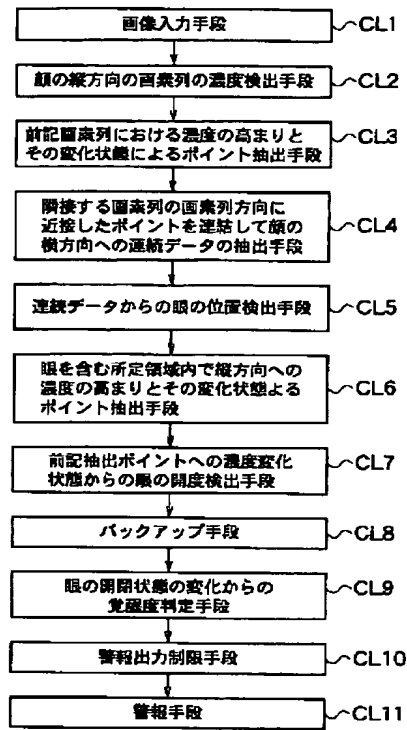 画像入力手段
CL1
顔の縦方向の画素列の濃度検出手段
CL2
前記画素列における濃度の高まりと
その変化状態によるポイント抽出手段
CL3
隣接する画素列の画素列方向に
近接したポイントを連結して顔の
横方向への連続データの抽出手段
CL4
連続データからの眼の位置検出手段
CL5
眼を含む所定領域内で縦方向への
濃度の高まりとその変化状態よる
ポイント抽出手段
CL6
前記抽出ポイントへの濃度変化
状態からの眼の開度検出手段
CL7
バックアップ手段
CL8
眼の開閉状態の変化からの
覚醒度判定手段
CL9
警報出力制限手段
CL10
警報手段
CL11